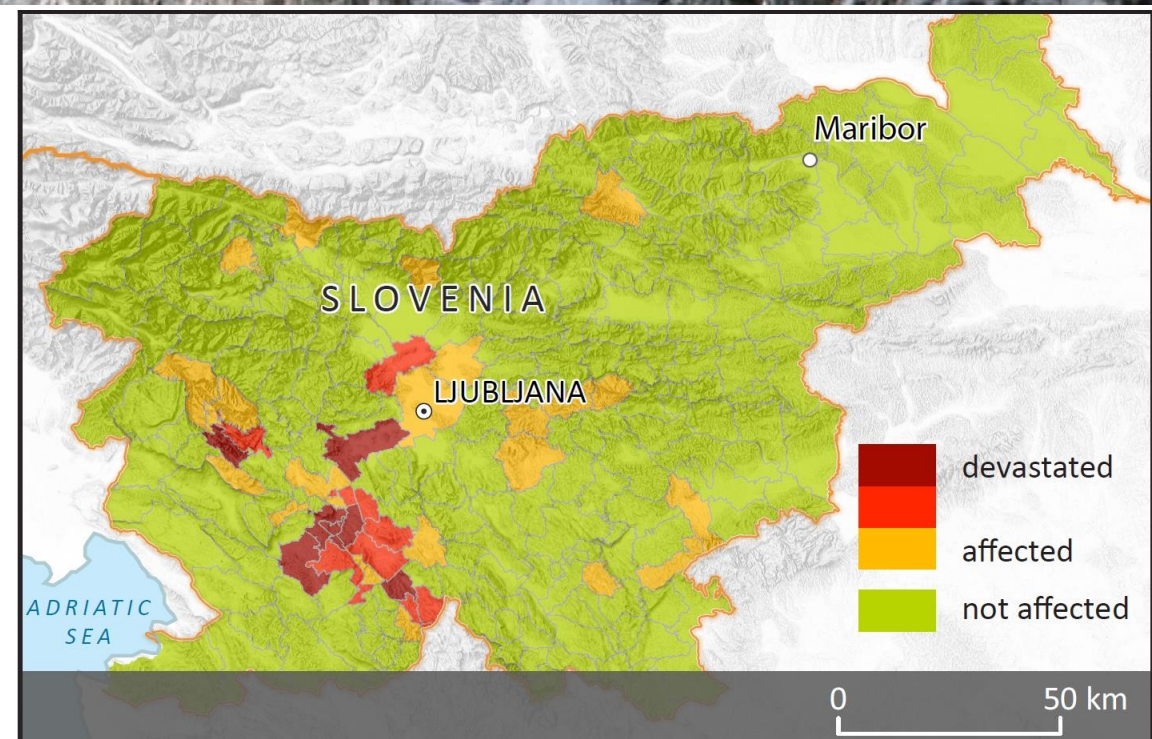 Maribor
SLOVENIA
LJUBLJANA
devastated
affected
not affected
ADRIATIC
SEA
0 50 km